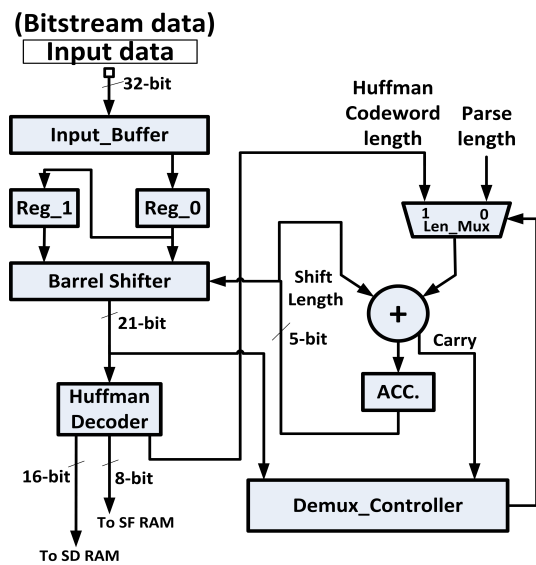 (Bitstream data)
Input data
32-bit
Input_Buffer
Huffman
Codeword
length
Parse
length
Reg_1
Reg_0
1
0
Len_Mux
Barrel Shifter
Shift
Length
21-bit
5-bit
+
Carry
ACC.
Huffman
Decoder
16-bit
8-bit
To SF RAM
To SD RAM
Demux_Controller